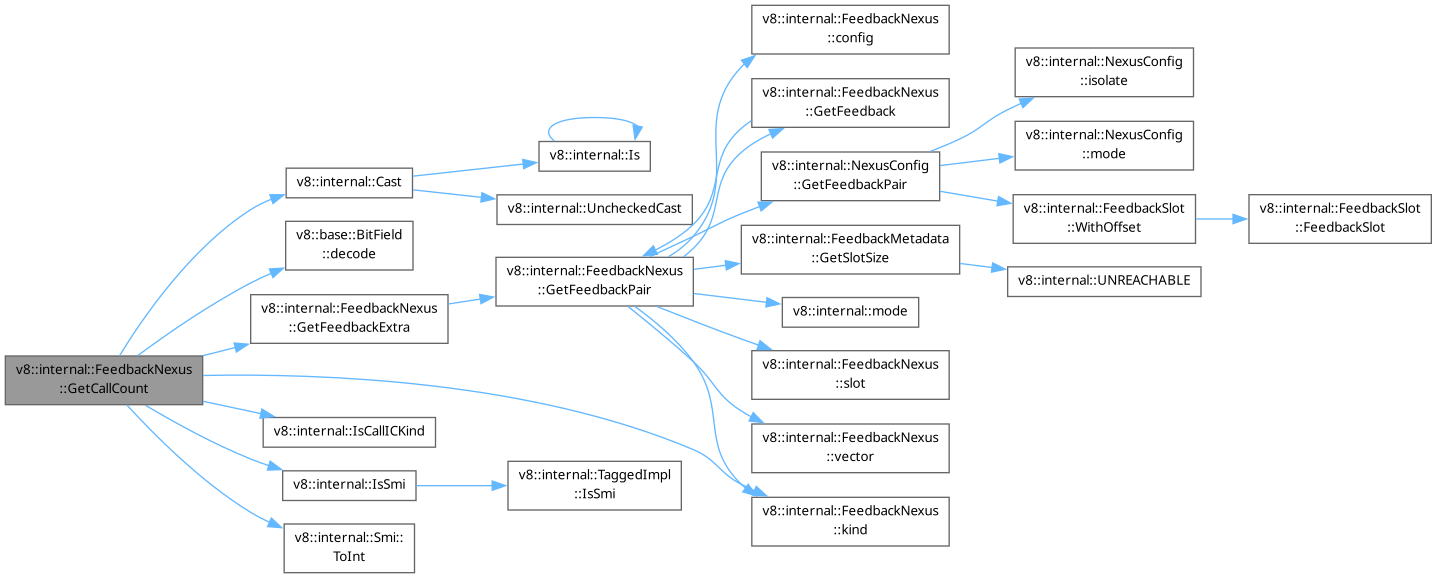 v8::internal::FeedbackNexus
::GetCallCount
v8::internal::Cast
v8::base::BitField
::decode
v8::internal::FeedbackNexus
::GetFeedbackExtra
v8::internal::IsCallICKind
v8::internal::IsSmi
v8::internal::Smi::
ToInt
v8::internal::Is
v8::internal::UncheckedCast
v8::internal::FeedbackNexus
::GetFeedbackPair
v8::internal::TaggedImpl
::IsSmi
v8::internal::FeedbackNexus
::config
v8::internal::FeedbackNexus
::GetFeedback
v8::internal::NexusConfig
::GetFeedbackPair
v8::internal::FeedbackMetadata
::GetSlotSize
v8::internal::mode
v8::internal::FeedbackNexus
::slot
v8::internal::FeedbackNexus
::vector
v8::internal::FeedbackNexus
::kind
v8::internal::NexusConfig
::isolate
v8::internal::NexusConfig
::mode
v8::internal::FeedbackSlot
::WithOffset
v8::internal::UNREACHABLE
v8::internal::FeedbackSlot
::FeedbackSlot